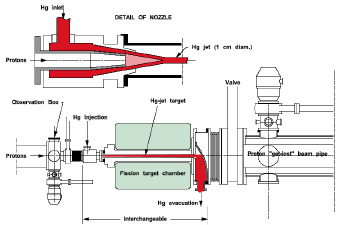 Hg inlet
DETAIL OF NOZZLE
Protons
Hg jet (1 cm diam.)
Valve
Observation Box
Hg Injection
Hg-jet target
Protons
Proton "get-lost" beam pipe
Fission target chamber
Hg evacuation
Interchangeable